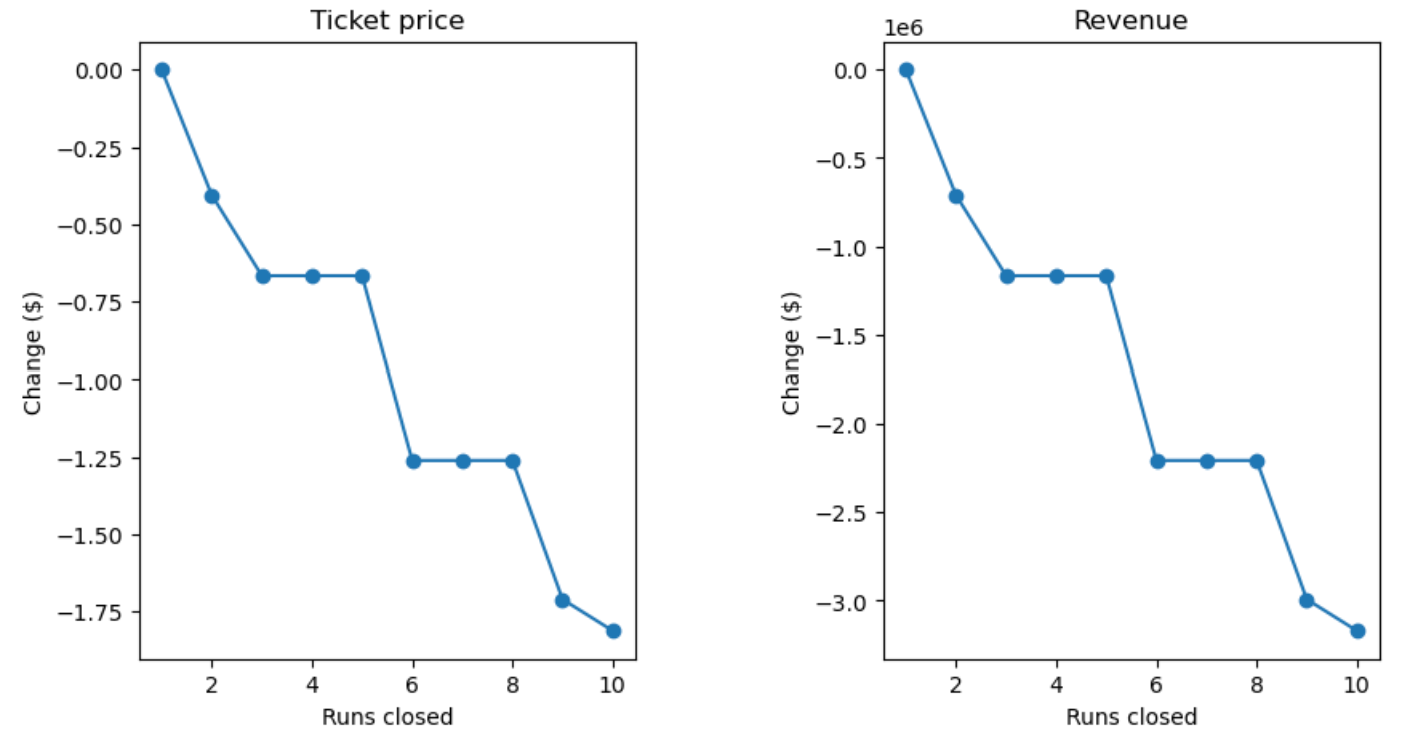 Ticket price
0.00
−0.25
−0.50
−0.75
−1.00
−1.25
−1.50
−1.75
Change ($)
2 4 6 8 10
Runs closed
1e6
Revenue
0.0
−0.5
−1.0
−1.5
−2.0
−2.5
−3.0
Change ($)
2 4 6 8 10
Runs closed